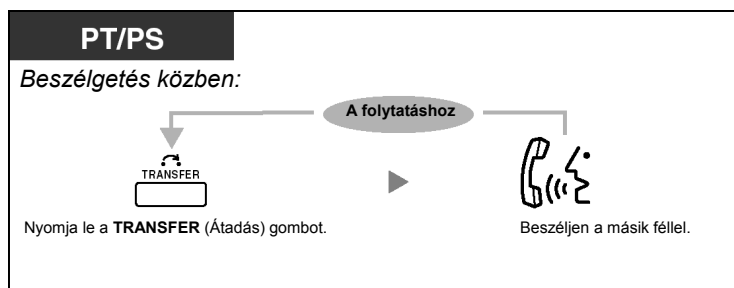 PT/PS
Beszélgetés közben:
A folytatáshoz
TRANSFER
Nyomja le a TRANSFER (Átadás) gombot.
Beszéljen a másik féllel.